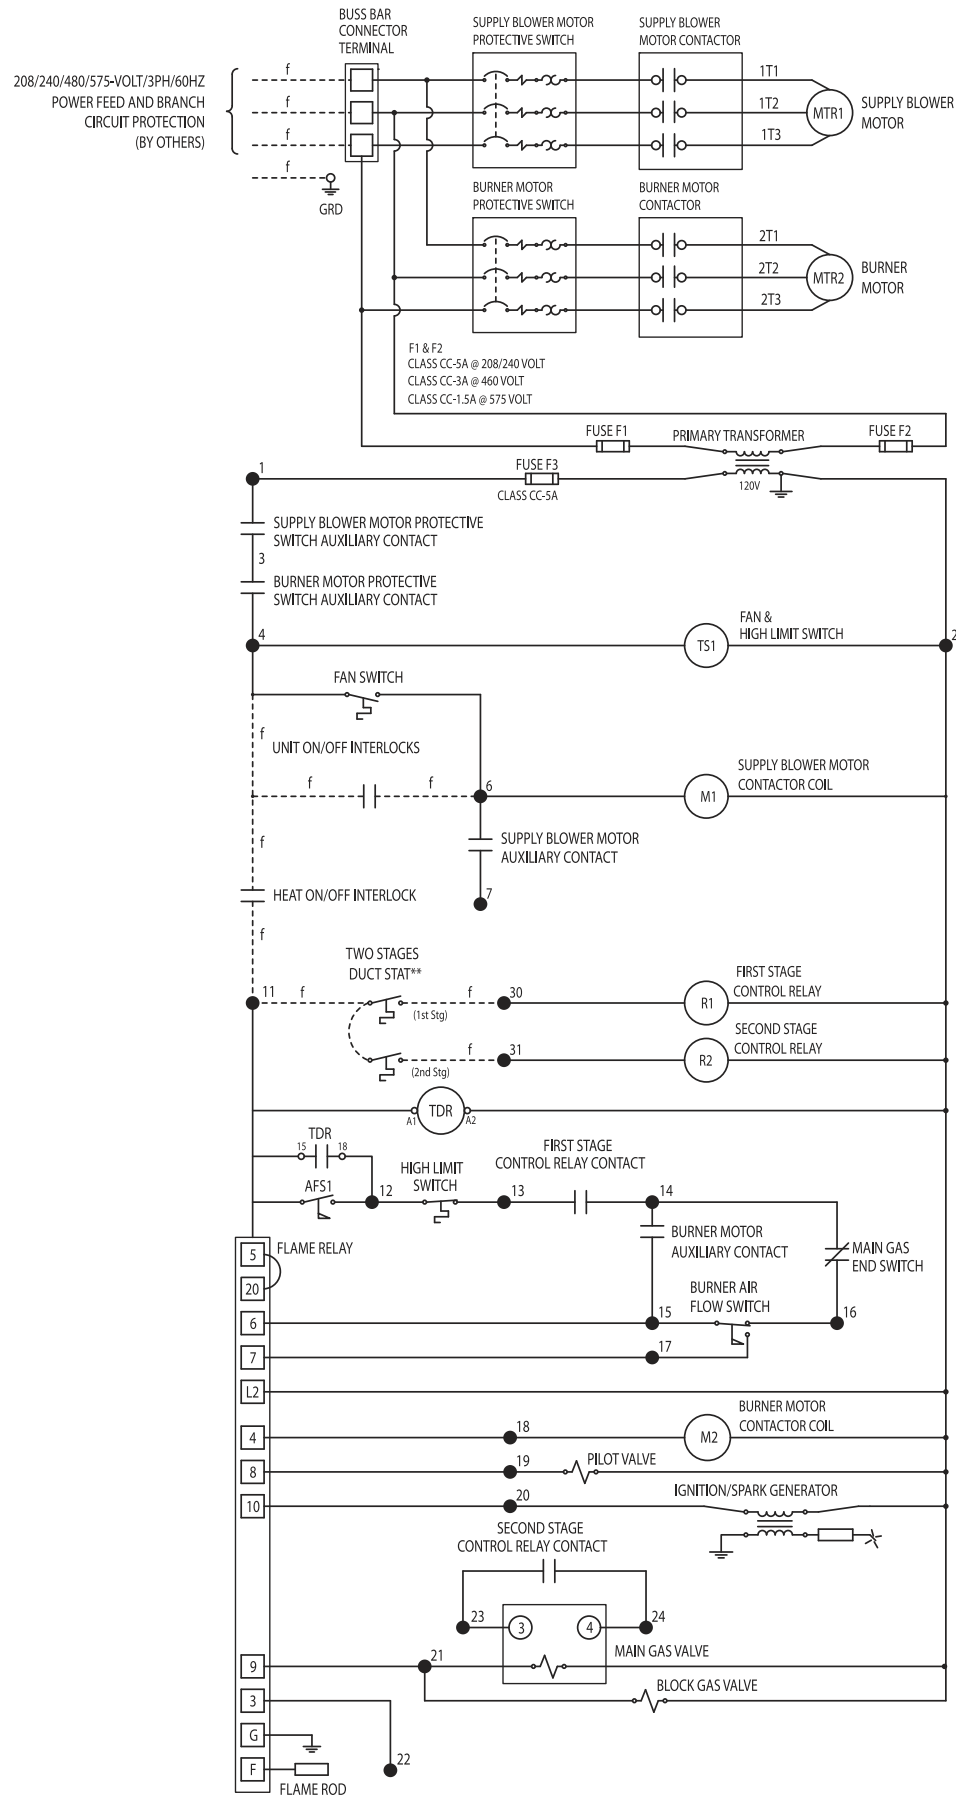 BUSS BAR
CONNECTOR
TERMINAL
SUPPLY BLOWER MOTOR
PROTECTIVE SWITCH
SUPPLY BLOWER
MOTOR CONTACTOR
208/240/480/575-VOLT/3PH/60HZ
POWER FEED AND BRANCH
CIRCUIT PROTECTION
(BY OTHERS)
f
f
f
f
GRD
1T1
1T2
1T3
MTR1
SUPPLY BLOWER
MOTOR
BURNER MOTOR
PROTECTIVE SWITCH
BURNER MOTOR
CONTACTOR
2T1
2T2
2T3
MTR2
BURNER
MOTOR
F1 & F2
CLASS CC-5A @ 208/240 VOLT
CLASS CC-3A @ 460 VOLT
CLASS CC-1.5A @ 575 VOLT
FUSE F1
PRIMARY TRANSFORMER
FUSE F2
1
FUSE F3
CLASS CC-5A
120V
SUPPLY BLOWER MOTOR PROTECTIVE
SWITCH AUXILIARY CONTACT
3
BURNER MOTOR PROTECTIVE
SWITCH AUXILIARY CONTACT
4
TS1
FAN &
HIGH LIMIT SWITCH
2
FAN SWITCH
f
UNIT ON/OFF INTERLOCKS
f
f
6
M1
SUPPLY BLOWER MOTOR
CONTACTOR COIL
f
SUPPLY BLOWER MOTOR
AUXILIARY CONTACT
7
HEAT ON/OFF INTERLOCK
f
TWO STAGES
DUCT STAT**
11
f
(1st Stg)
f
30
R1
FIRST STAGE
CONTROL RELAY
(2nd Stg)
f
31
R2
SECOND STAGE
CONTROL RELAY
A1
TDR
A2
TDR
15
18
AFS1
12
HIGH LIMIT
SWITCH
13
FIRST STAGE
CONTROL RELAY CONTACT
14
BURNER MOTOR
AUXILIARY CONTACT
MAIN GAS
END SWITCH
5
FLAME RELAY
20
BURNER AIR
FLOW SWITCH
6
15
16
7
17
L2
4
18
M2
BURNER MOTOR
CONTACTOR COIL
8
19
PILOT VALVE
10
20
IGNITION/SPARK GENERATOR
SECOND STAGE
CONTROL RELAY CONTACT
23
3
4
24
MAIN GAS VALVE
9
21
BLOCK GAS VALVE
3
G
22
F
FLAME ROD